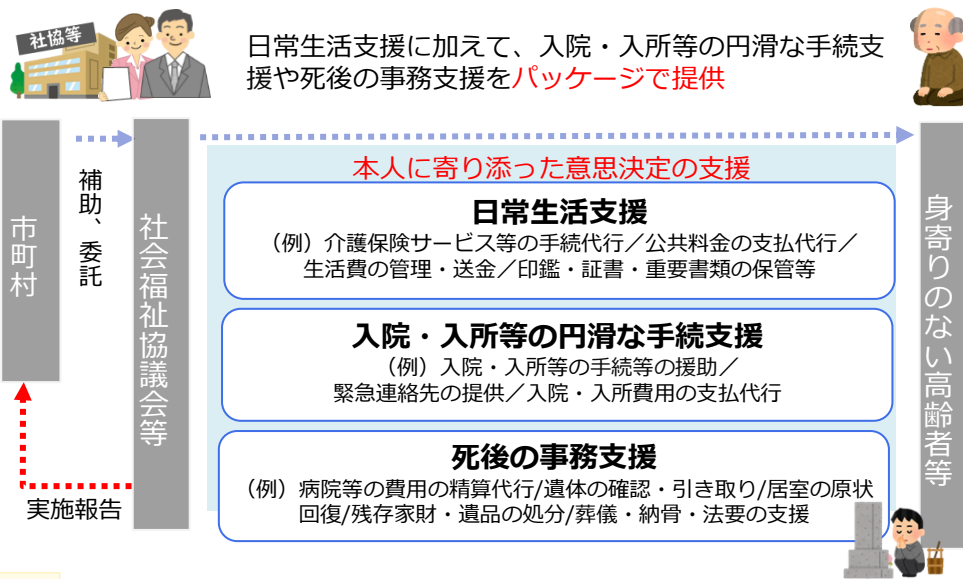 社協等
日常生活支援に加えて、入院・入所等の円滑な手続支
援や死後の事務支援をパッケージで提供
市町村
補助、委託
社会福祉協議会等
本人に寄り添った意思決定の支援
日常生活支援
（例）介護保険サービス等の手続代行／公共料金の支払代行／
生活費の管理・送金／印鑑・証書・重要書類の保管等
入院・入所等の円滑な手続支援
（例）入院・入所等の手続等の援助／
緊急連絡先の提供／入院・入所費用の支払代行
死後の事務支援
（例）病院等の費用の精算代行/遺体の確認・引き取り/居室の原状
回復/残存家財・遺品の処分/葬儀・納骨・法要の支援
身寄りのない高齢者等
実施報告